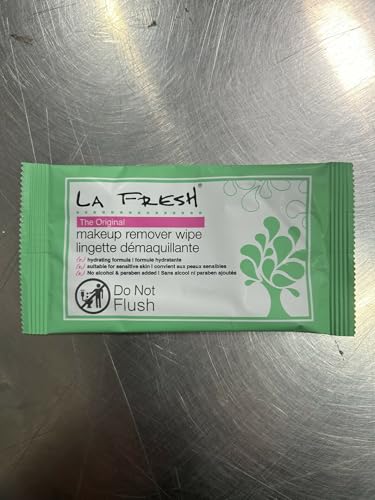 LA FRESH®
The Original
makeup remover wipe
lingette démaquillante
hydrating formula | formule hydratante
suitable for sensitive skin | convient aux peaux sensibles
No alcohol & paraben added | Sans alcool ni paraben ajoutés
Do Not
Flush